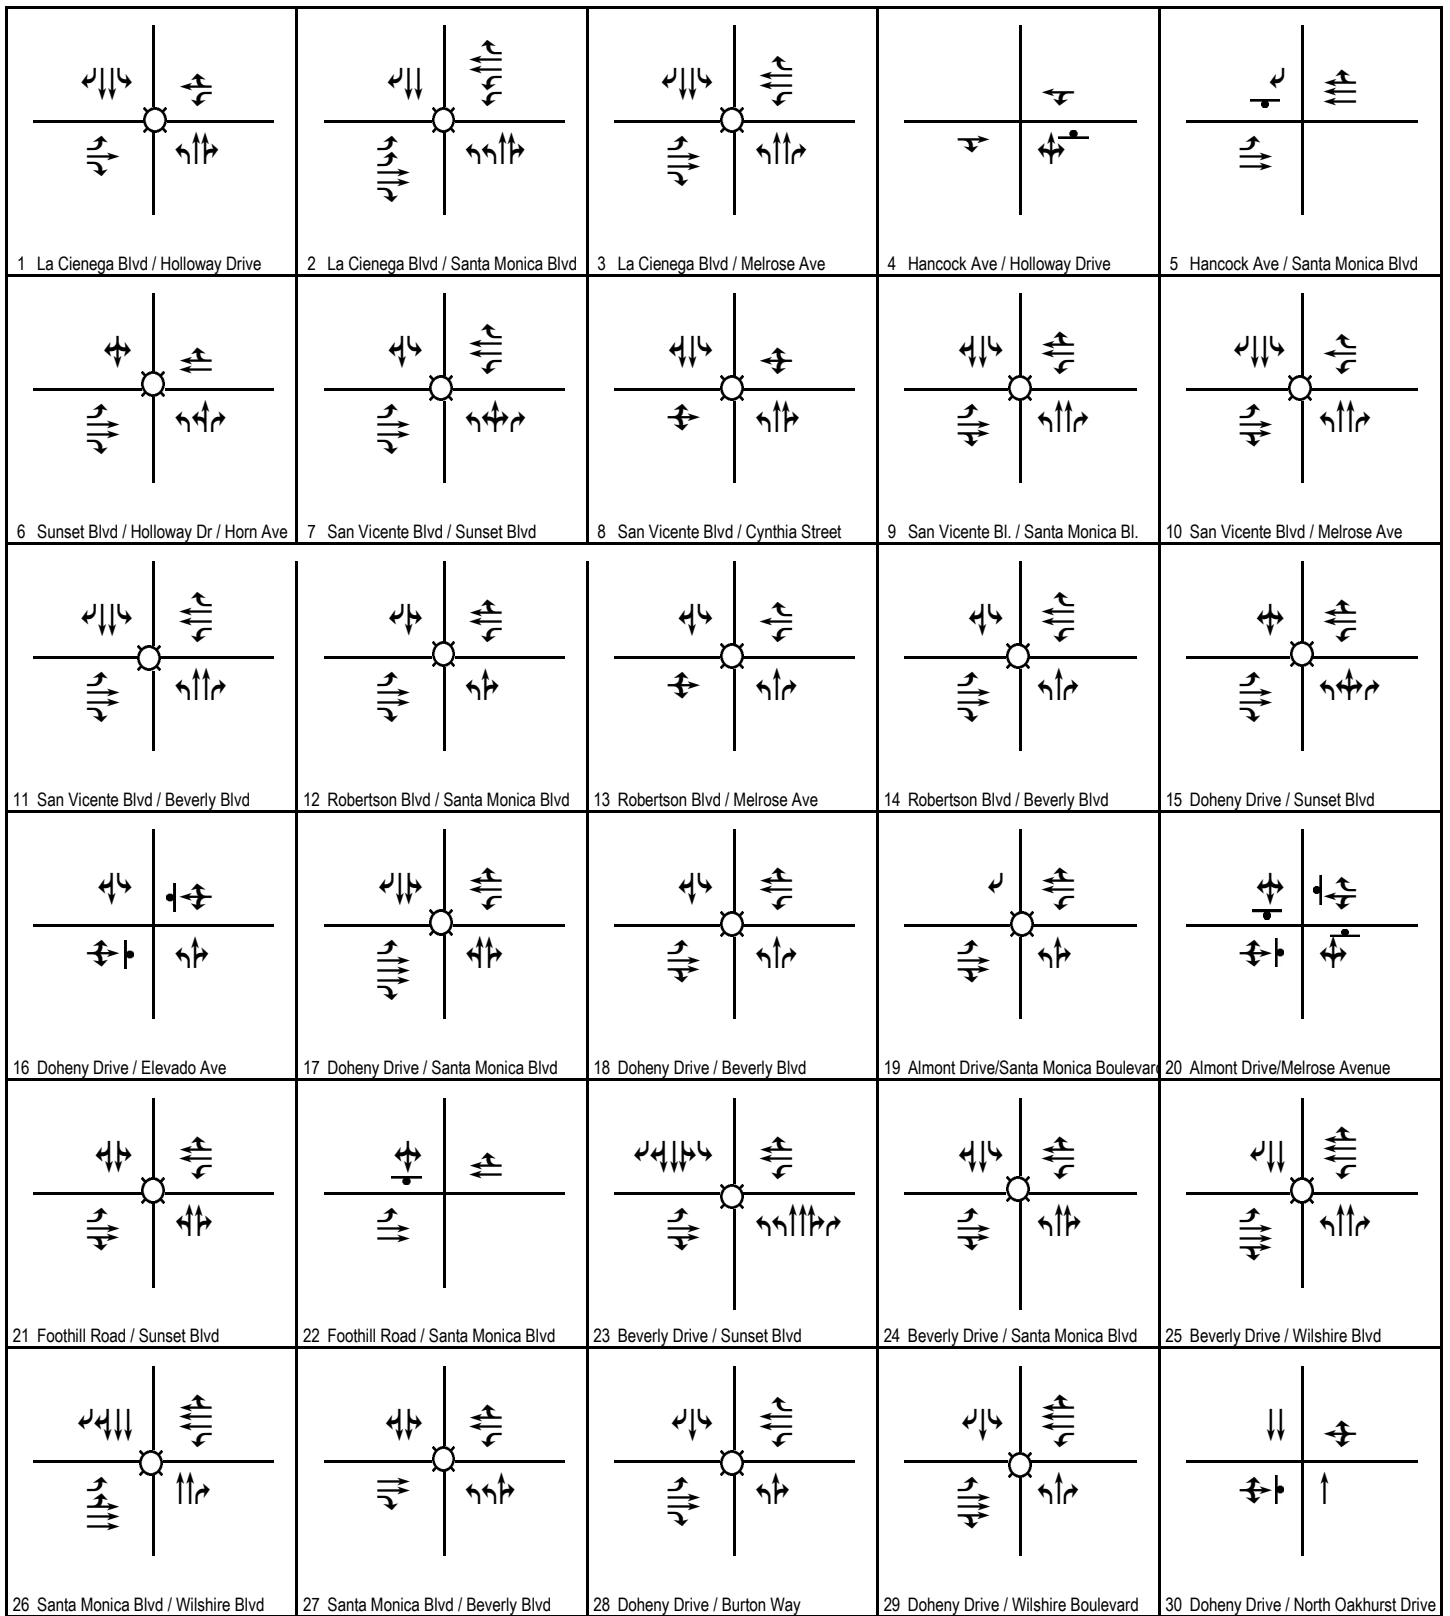 1 La Cienega Blvd / Holloway Drive
2 La Cienega Blvd / Santa Monica Blvd
3 La Cienega Blvd / Melrose Ave
4 Hancock Ave / Holloway Drive
5 Hancock Ave / Santa Monica Blvd
6 Sunset Blvd / Holloway Dr / Horn Ave
7 San Vicente Blvd / Sunset Blvd
8 San Vicente Blvd / Cynthia Street
9 San Vicente Bl. / Santa Monica Bl.
10 San Vicente Blvd / Melrose Ave
11 San Vicente Blvd / Beverly Blvd
12 Robertson Blvd / Santa Monica Blvd
13 Robertson Blvd / Melrose Ave
14 Robertson Blvd / Beverly Blvd
15 Doheny Drive / Sunset Blvd
16 Doheny Drive / Elevado Ave
17 Doheny Drive / Santa Monica Blvd
18 Doheny Drive / Beverly Blvd
19 Almont Drive/Santa Monica Boulevard
20 Almont Drive/Melrose Avenue
21 Foothill Road / Sunset Blvd
22 Foothill Road / Santa Monica Blvd
23 Beverly Drive / Sunset Blvd
24 Beverly Drive / Santa Monica Blvd
25 Beverly Drive / Wilshire Blvd
26 Santa Monica Blvd / Wilshire Blvd
27 Santa Monica Blvd / Beverly Blvd
28 Doheny Drive / Burton Way
29 Doheny Drive / Wilshire Boulevard
30 Doheny Drive / North Oakhurst Drive